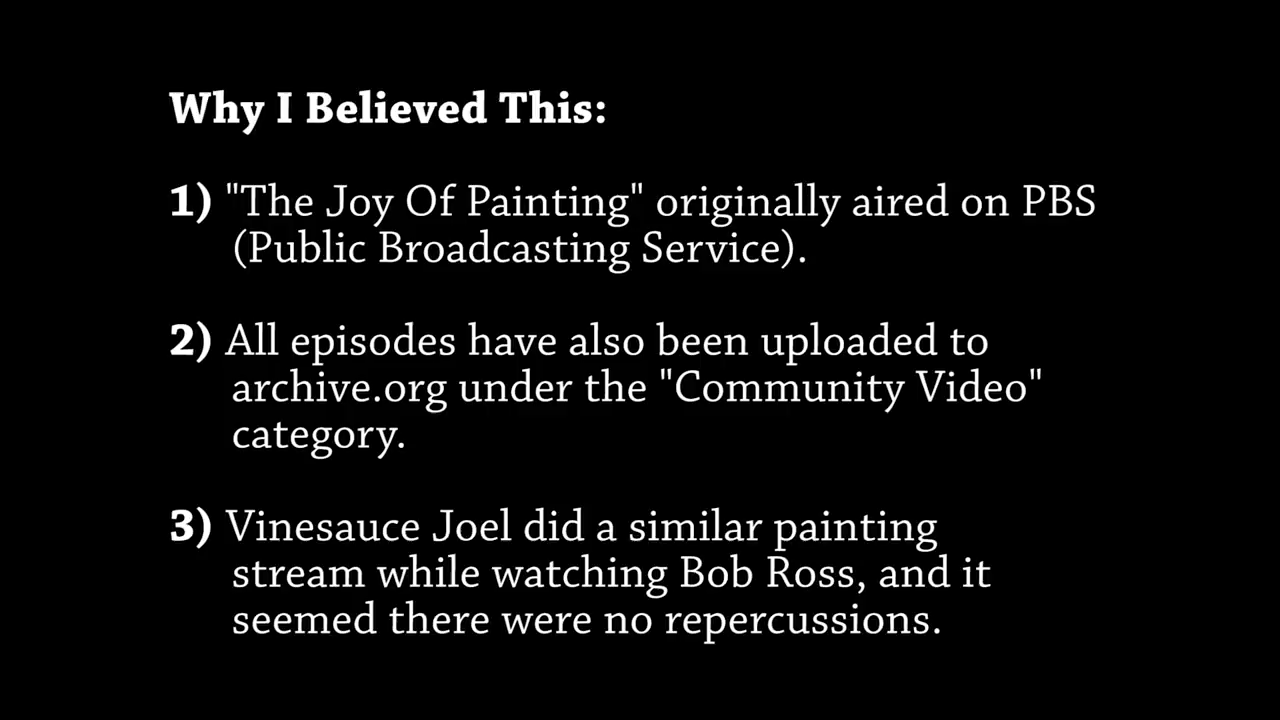 Why I Believed This:
1) "The Joy Of Painting" originally aired on PBS
(Public Broadcasting Service).
2) All episodes have also been uploaded to
archive.org under the "Community Video"
category.
3) Vinesauce Joel did a similar painting
stream while watching Bob Ross, and it
seemed there were no repercussions.